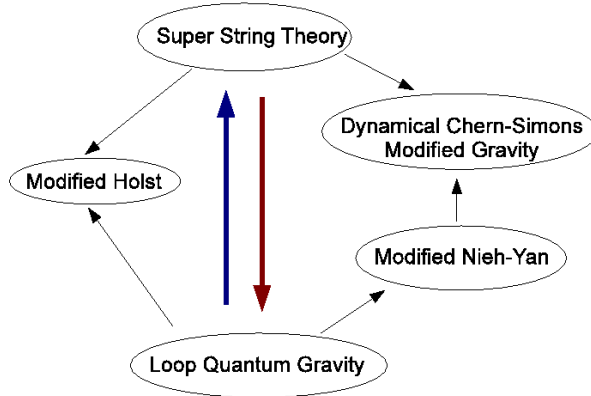 Super String Theory
Dynamical Chern-Simons
Modified Gravity
Modified Holst
Modified Nieh-Yan
Loop Quantum Gravity